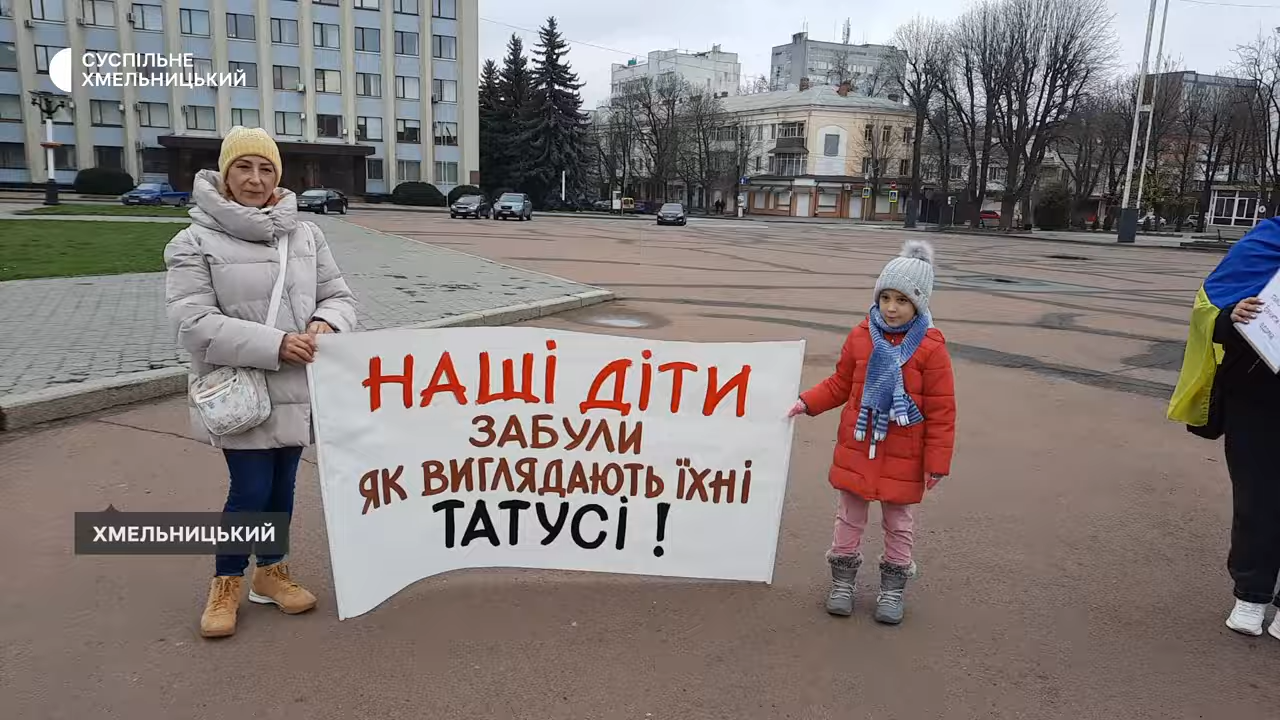 СУСПІЛЬНЕ
ХМЕЛЬНИЦЬКИЙ
НАШІ ДІТИ
ЗАБУЛИ
ЯК ВИГЛЯДАЮТЬ ЇХНІ
ТАТУСІ !
ХМЕЛЬНИЦЬКИЙ